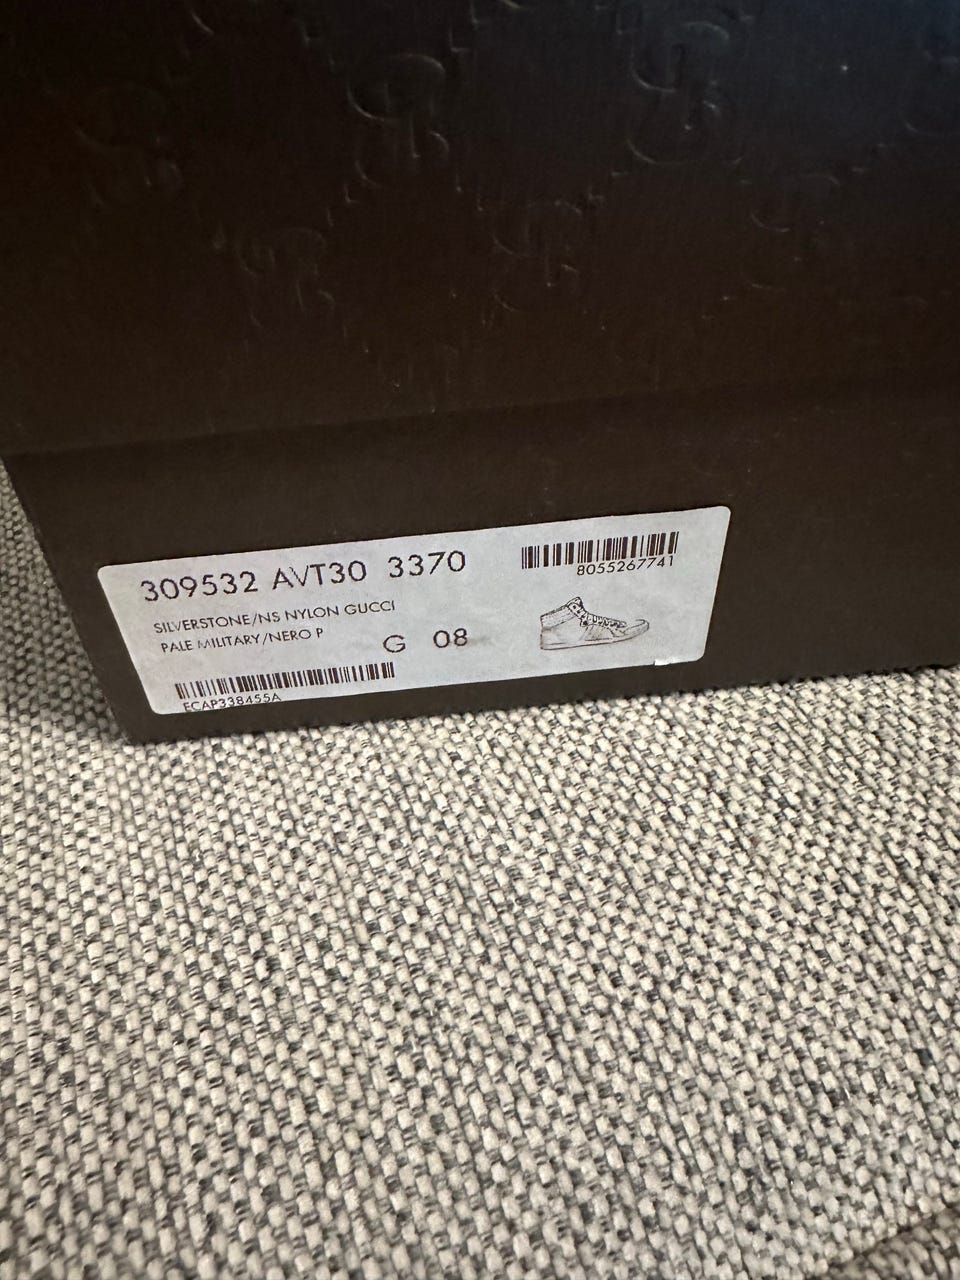 309532 AVT30 3370
8055267741
SILVERSTONE/NS NYLON GUCCI
PALE MILITARY/NERO P
G 08
ECAP338455A